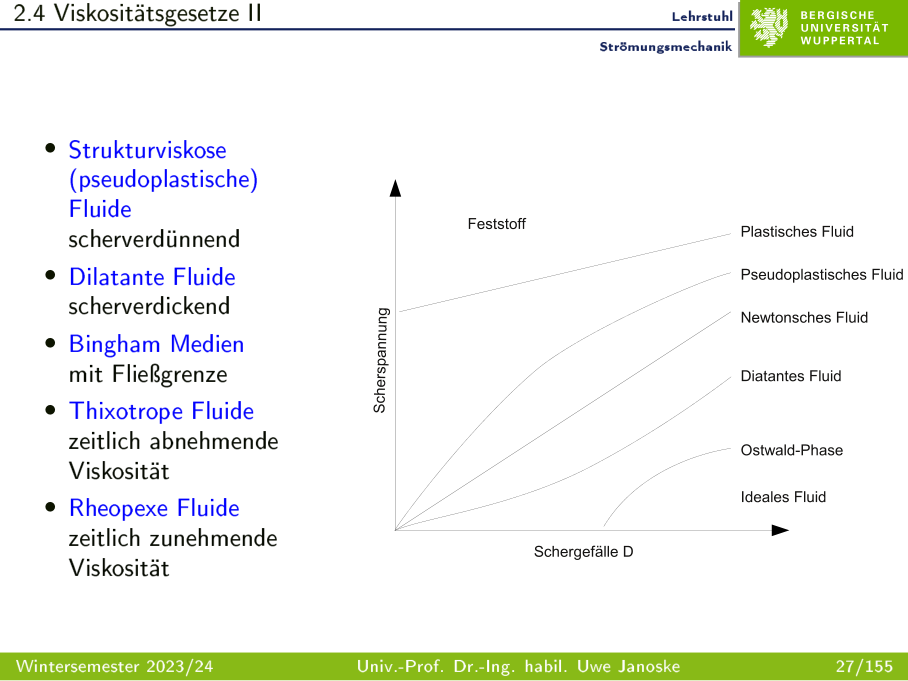 2.4 Viskositätsgesetze II
Lehrstuhl
Strömungsmechanik
BERGISCHE
UNIVERSITÄT
WUPPERTAL
• Strukturviskose
(pseudoplastische)
Fluide
scherverdünnend
• Dilatante Fluide
scherverdickend
• Bingham Medien
mit Fließgrenze
• Thixotrope Fluide
zeitlich abnehmende
Viskosität
• Rheopexe Fluide
zeitlich zunehmende
Viskosität
Scherspannung
Feststoff
Plastisches Fluid
Pseudoplastisches Fluid
Newtonsches Fluid
Diatantes Fluid
Ostwald-Phase
Ideales Fluid
Schergefälle D
Wintersemester 2023/24
Univ.-Prof. Dr.-Ing. habil. Uwe Janoske
27/155